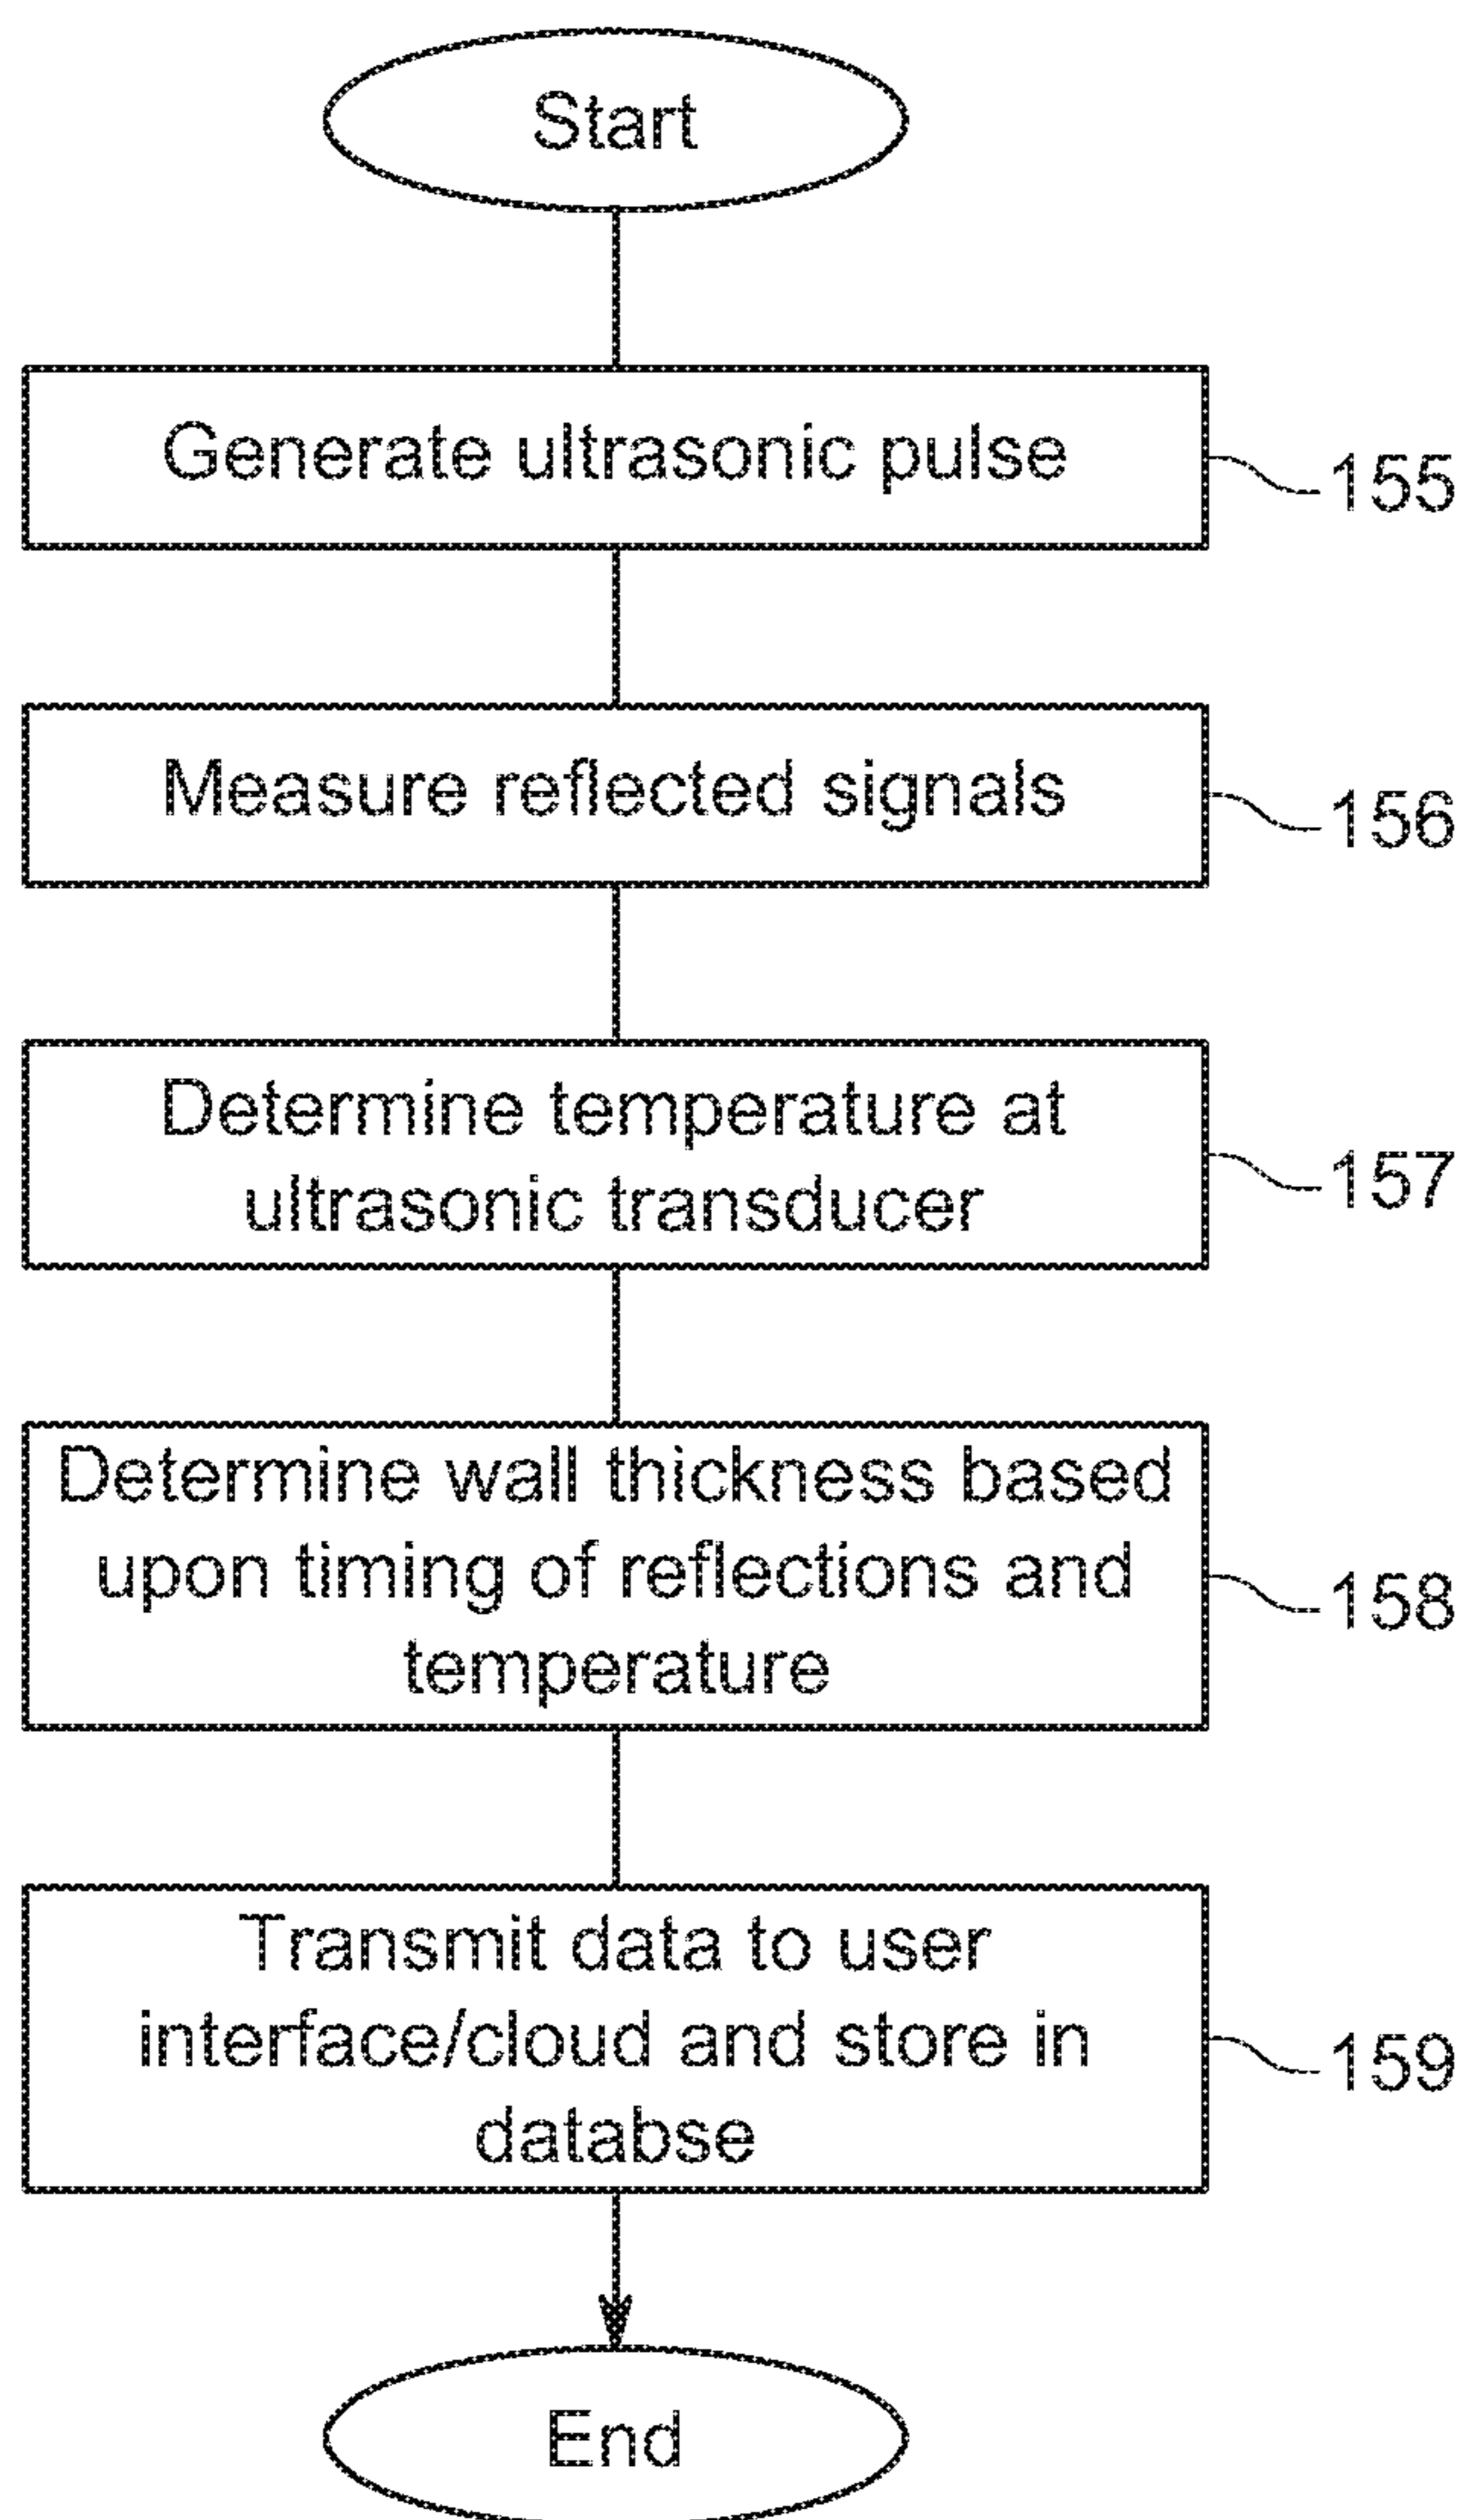 Start
Generate ultrasonic pulse
155
Measure reflected signals
156
Determine temperature at
ultrasonic transducer
157
Determine wall thickness based
upon timing of reflections and
temperature
158
Transmit data to user
interface/cloud and store in
databse
159
End